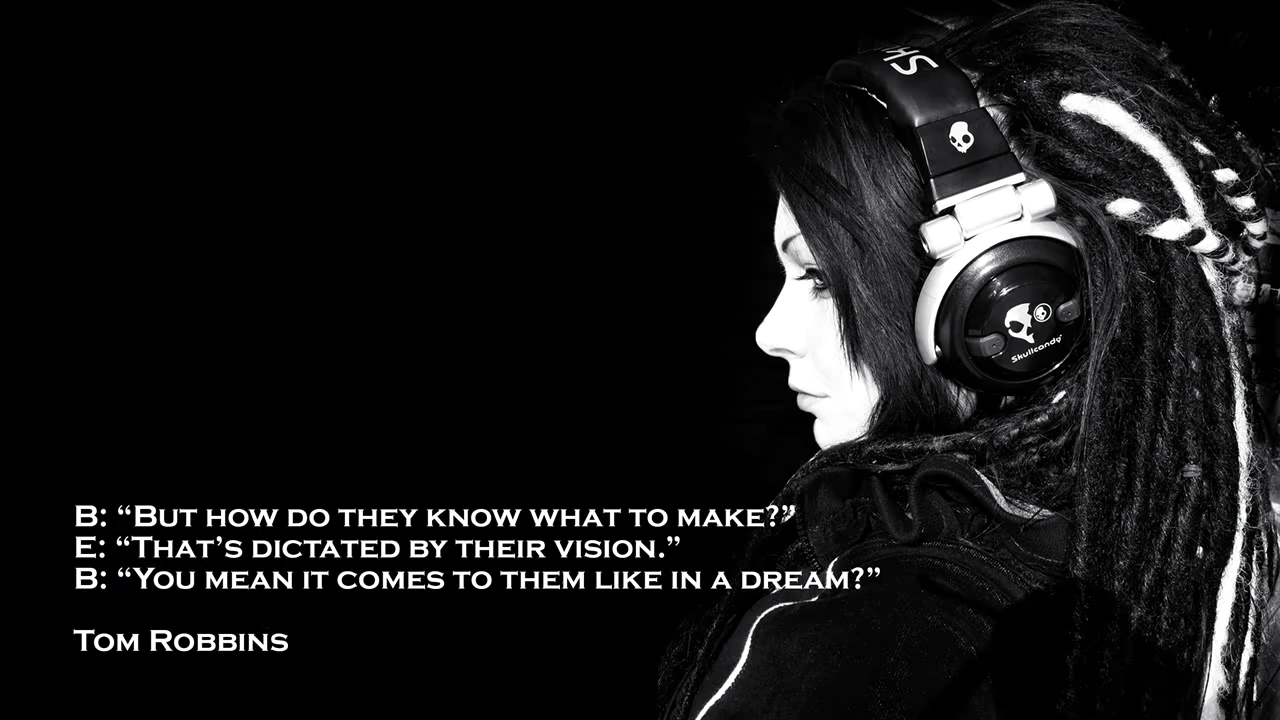 B: “But how do they know what to make?”
E: “That’s dictated by their vision.”
B: “You mean it comes to them like in a dream?”
Tom Robbins
Skullcandy